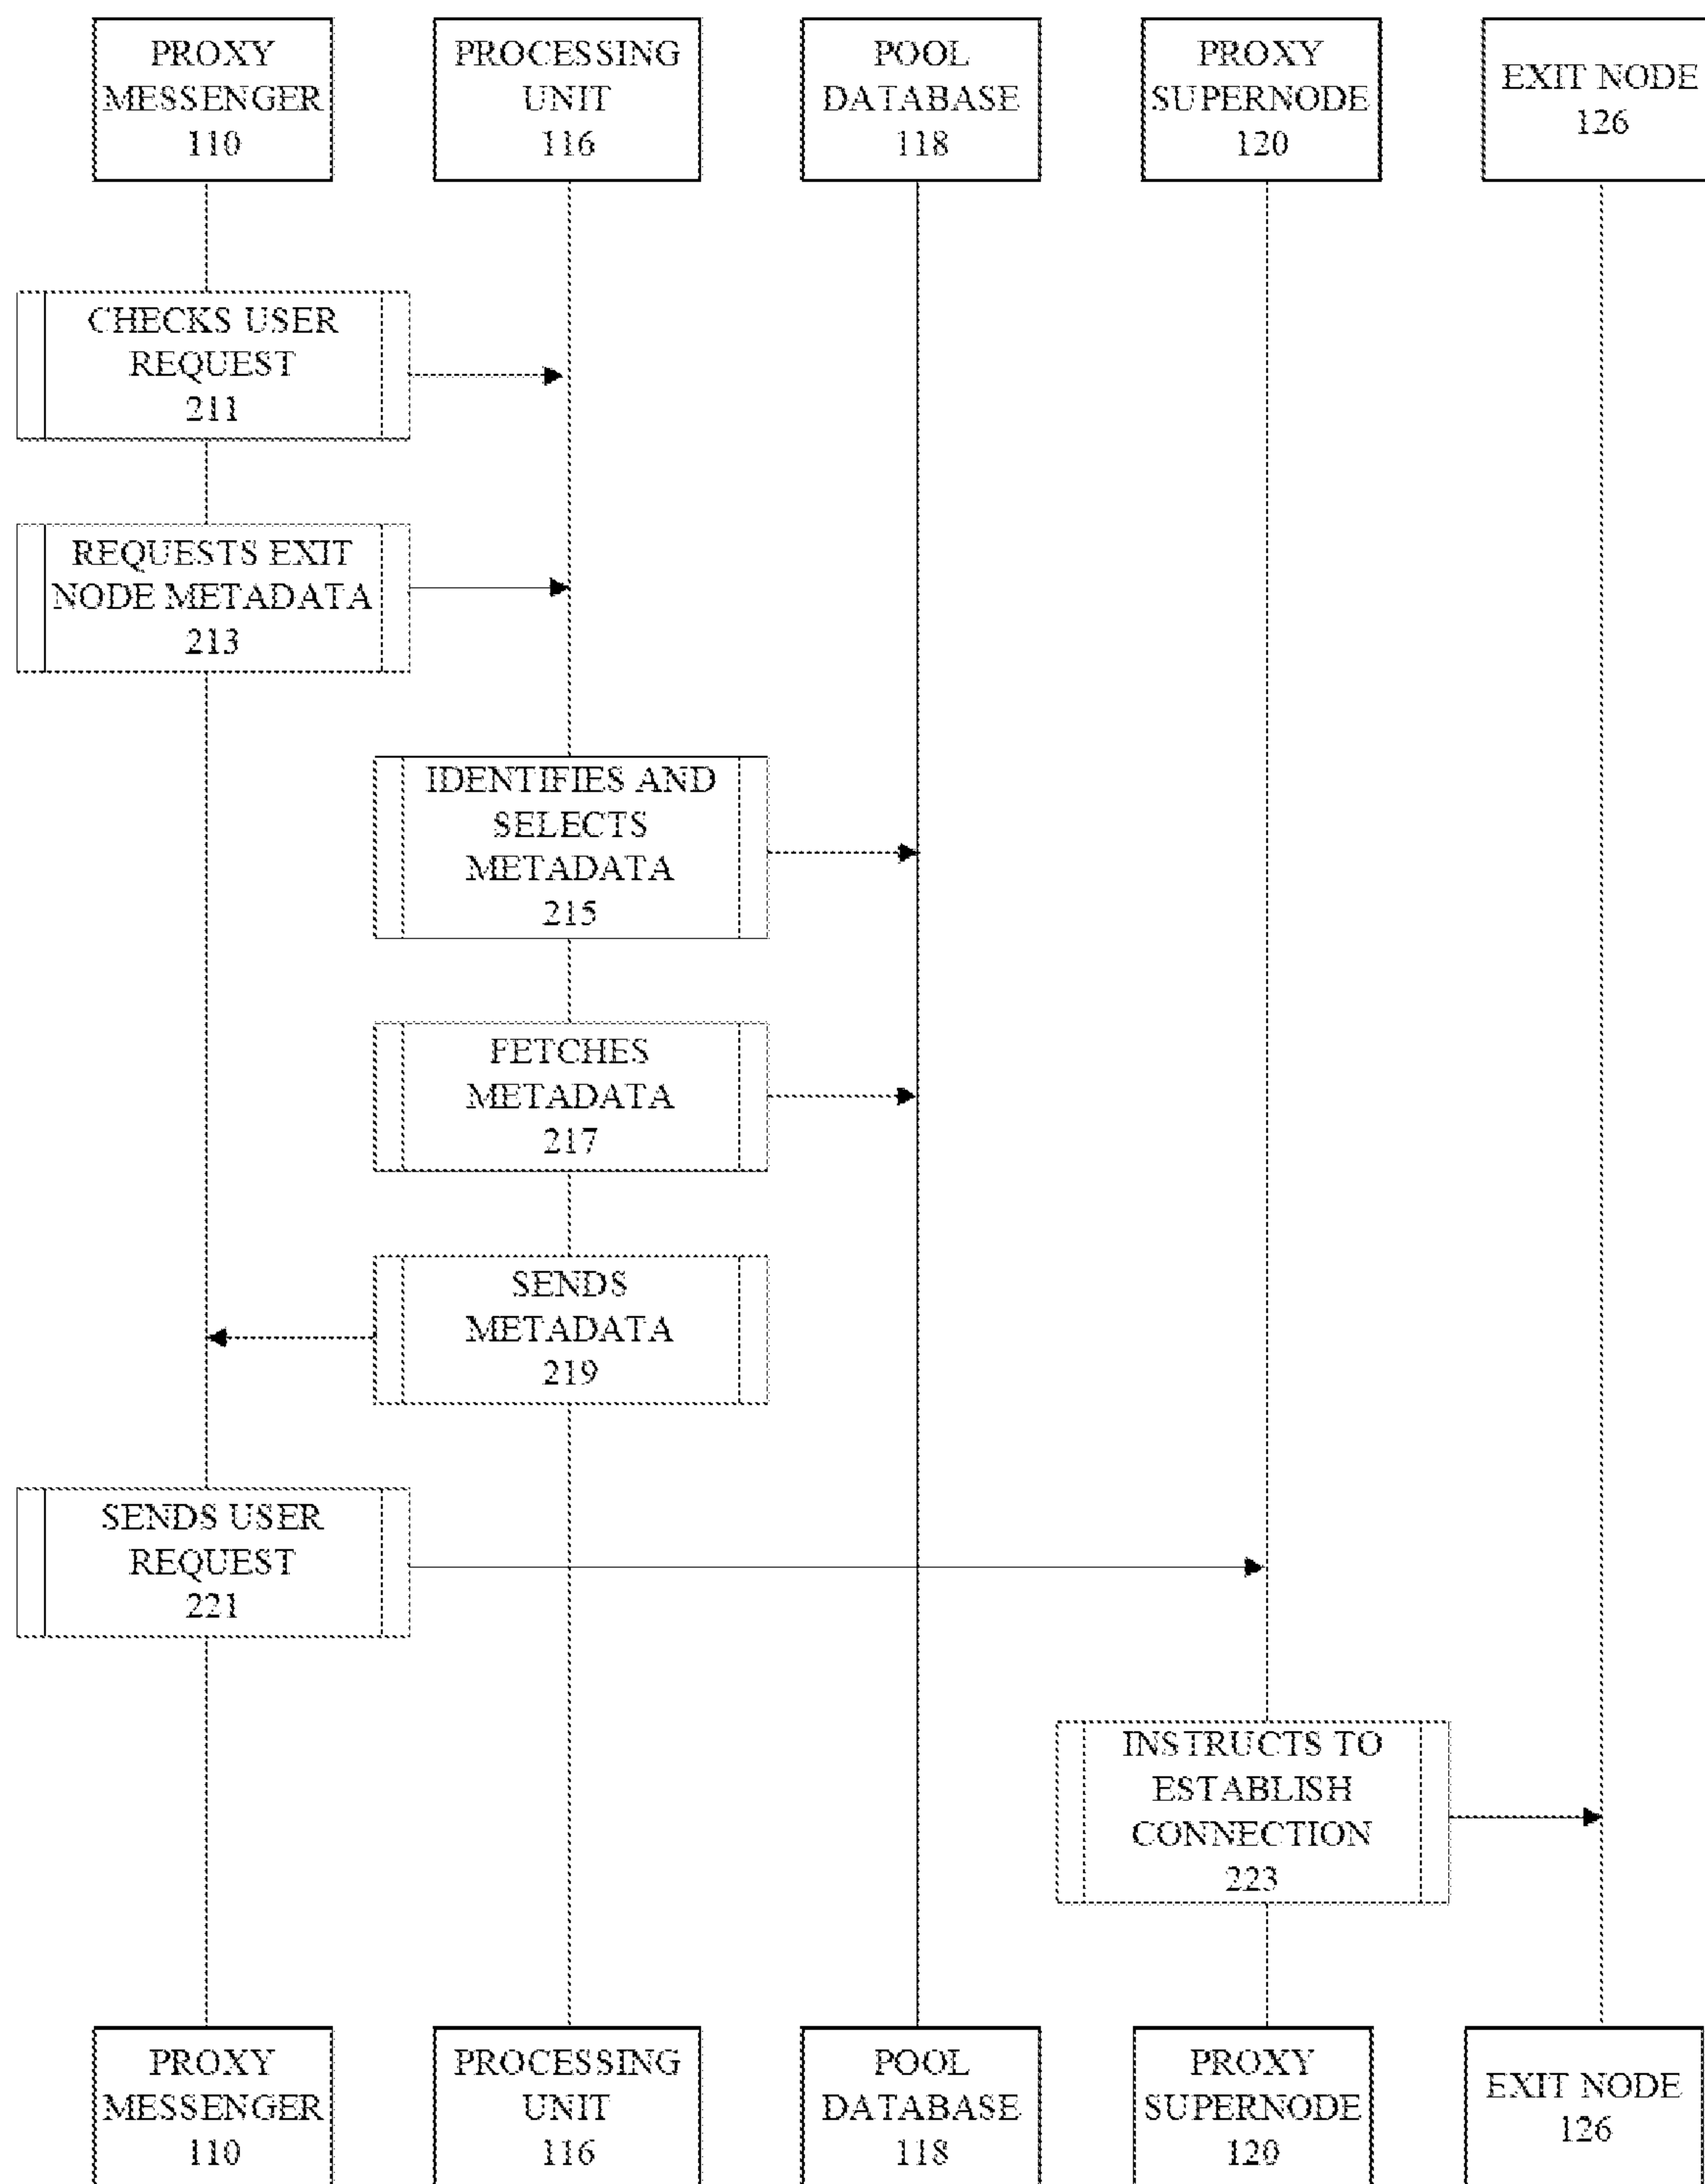 PROXY
MESSENGER
110
PROCESSING
UNIT
116
POOL
DATABASE
118
PROXY
SUPERNODE
120
EXIT NODE
126
CHECKS USER
REQUEST
211
REQUESTS EXIT
NODE METADATA
213
IDENTIFIES AND
SELECTS
METADATA
215
FETCHES
METADATA
217
SENDS
METADATA
219
SENDS USER
REQUEST
221
INSTRUCTS TO
ESTABLISH
CONNECTION
223
PROXY
MESSENGER
110
PROCESSING
UNIT
116
POOL
DATABASE
118
PROXY
SUPERNODE
120
EXIT NODE
126